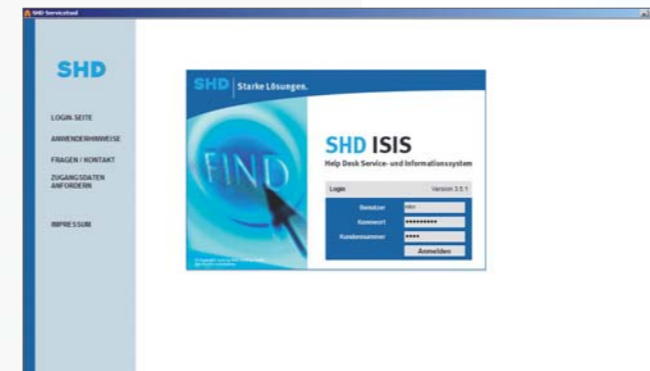 SHD Servicetool
SHD
LOGIN-SEITE
ANWENDERHINWEISE
FRAGEN / KONTAKT
ZUGANGSDATEN
ANFORDERN
IMPRESSUM
SHD Starke Lösungen.
FIND
SHD ISIS
Help Desk Service- und Informationssystem
Login Version 3.5.1
Benutzer
Kennwort •••••••••
Kundennummer ••••
Anmelden